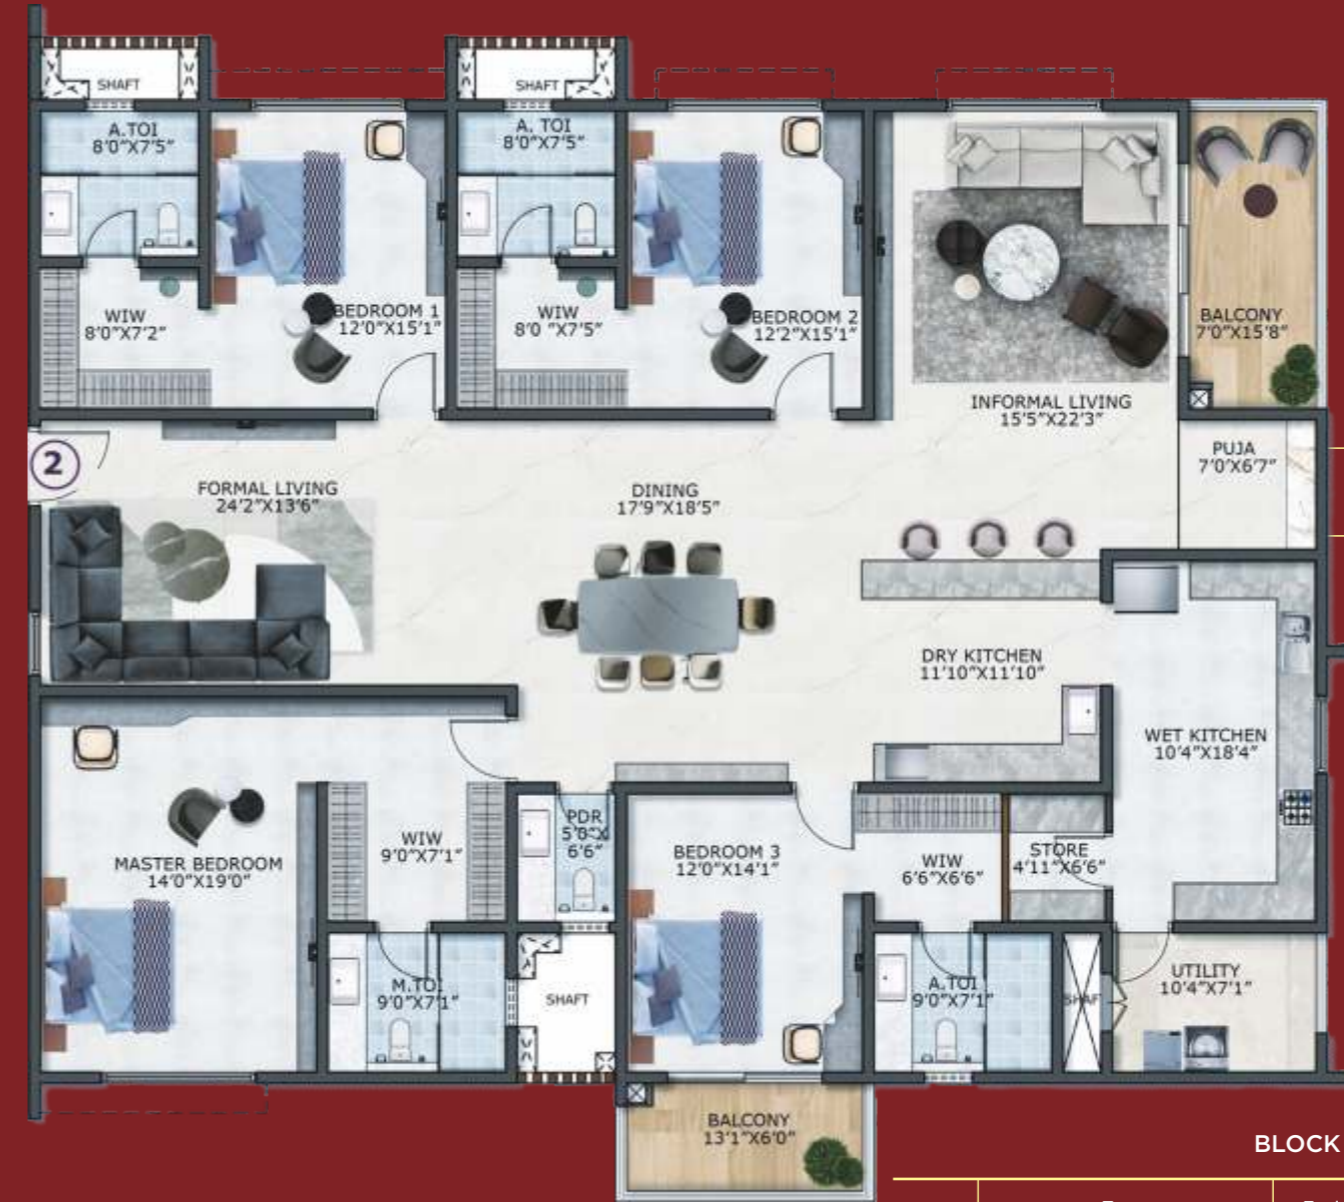 SHAFT
SHAFT
A.TOI
8'0"X7'5"
A. TOI
8'0"X7'5"
WIW
8'0"X7'2"
BEDROOM 1
12'0"X15'1"
WIW
8'0 "X7'5"
BEDROOM 2
12'2"X15'1"
BALCONY
7'0"X15'8"
INFORMAL LIVING
15'5"X22'3"
2
FORMAL LIVING
24'2"X13'6"
DINING
17'9"X18'5"
PUJA
7'0"X6'7"
DRY KITCHEN
11'10"X11'10"
WET KITCHEN
10'4"X18'4"
MASTER BEDROOM
14'0"X19'0"
WIW
9'0"X7'1"
PDR
5'0"X
6'6"
BEDROOM 3
12'0"X14'1"
WIW
6'6"X6'6"
STORE
4'11"X6'6"
M.TOI
9'0"X7'1"
SHAFT
A.TOI
9'0"X7'1"
SHAF
UTILITY
10'4"X7'1"
BALCONY
13'1"X6'0"
BLOCK